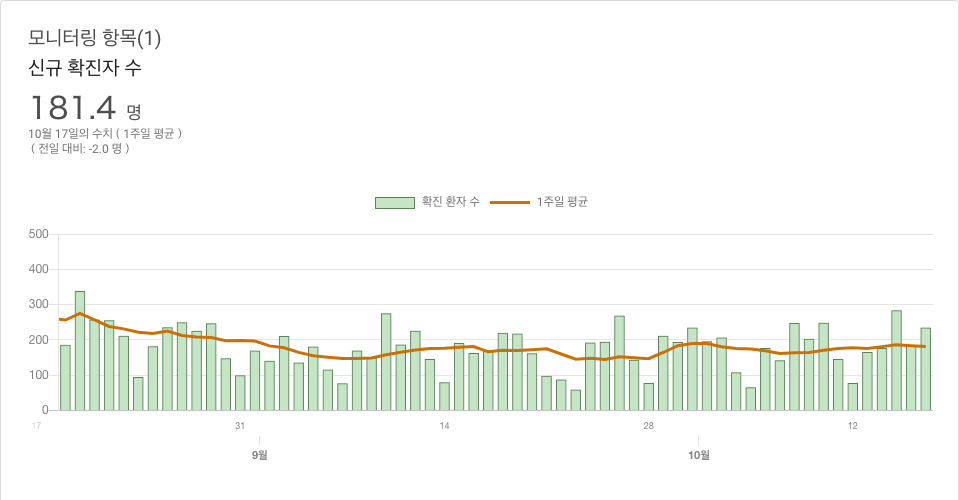 모니터링 항목(1)
신규 확진자 수
181.4 명
10월 17일의 수치 ( 1주일 평균 )
( 전일 대비: -2.0 명 )
확진 환자 수 1주일 평균
500
400
300
200
100
0
17 31 14 28 12
9월 10월